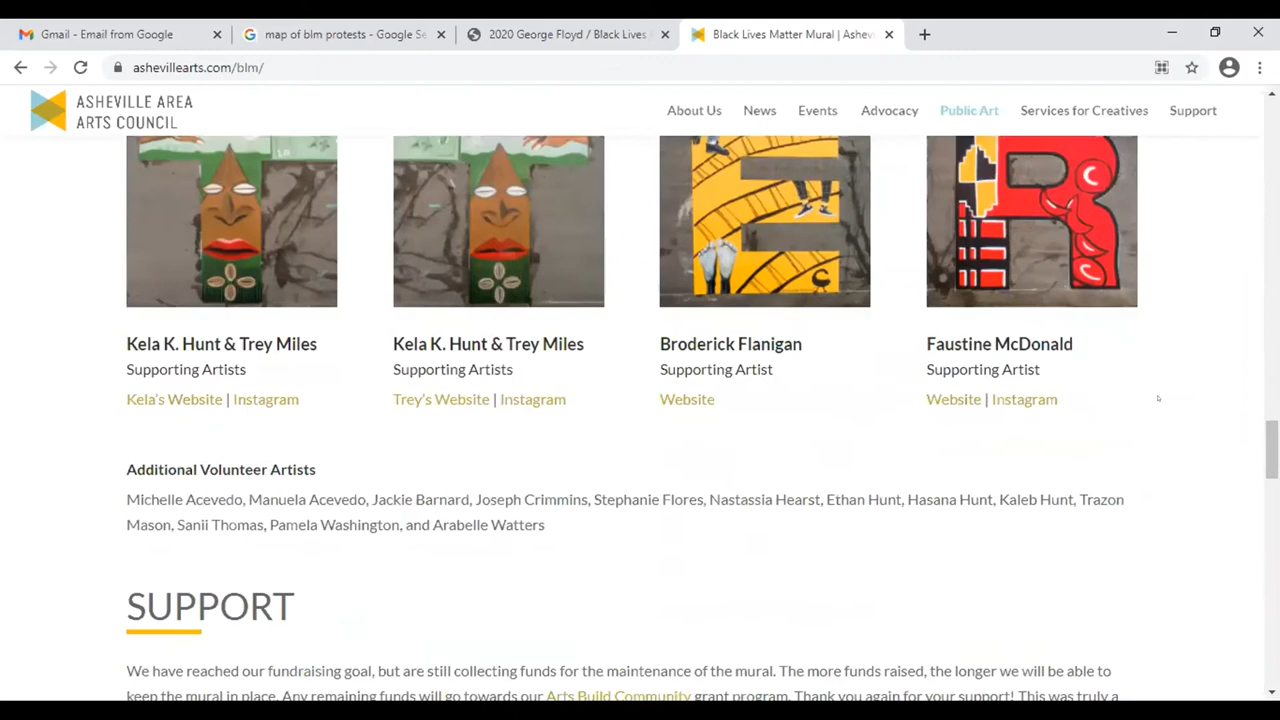 Gmail - Email from Google
map of blm protests - Google Se
2020 George Floyd / Black Lives
Black Lives Matter Mural | Ashev
ashevillearts.com/blm/
ASHEVILLE AREA
ARTS COUNCIL
About Us
News
Events
Advocacy
Public Art
Services for Creatives
Support
Kela K. Hunt & Trey Miles
Supporting Artists
Kela's Website | Instagram
Kela K. Hunt & Trey Miles
Supporting Artists
Trey's Website | Instagram
Broderick Flanigan
Supporting Artist
Website
Faustine McDonald
Supporting Artist
Website | Instagram
Additional Volunteer Artists
Michelle Acevedo, Manuela Acevedo, Jackie Barnard, Joseph Crimmins, Stephanie Flores, Nastassia Hearst, Ethan Hunt, Hasana Hunt, Kaleb Hunt, Trazon
Mason, Sanii Thomas, Pamela Washington, and Arabelle Watters
SUPPORT
We have reached our fundraising goal, but are still collecting funds for the maintenance of the mural. The more funds raised, the longer we will be able to
keep the mural in place. Any remaining funds will go towards our Arts Build Community grant program. Thank you again for your support! This was truly a